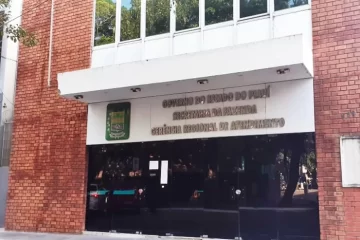 GOVERNO DO ESTADO DO PIAUÍ
SECRETARIA DA FAZENDA
GERÊNCIA REGIONAL DE ATENDIMENTO